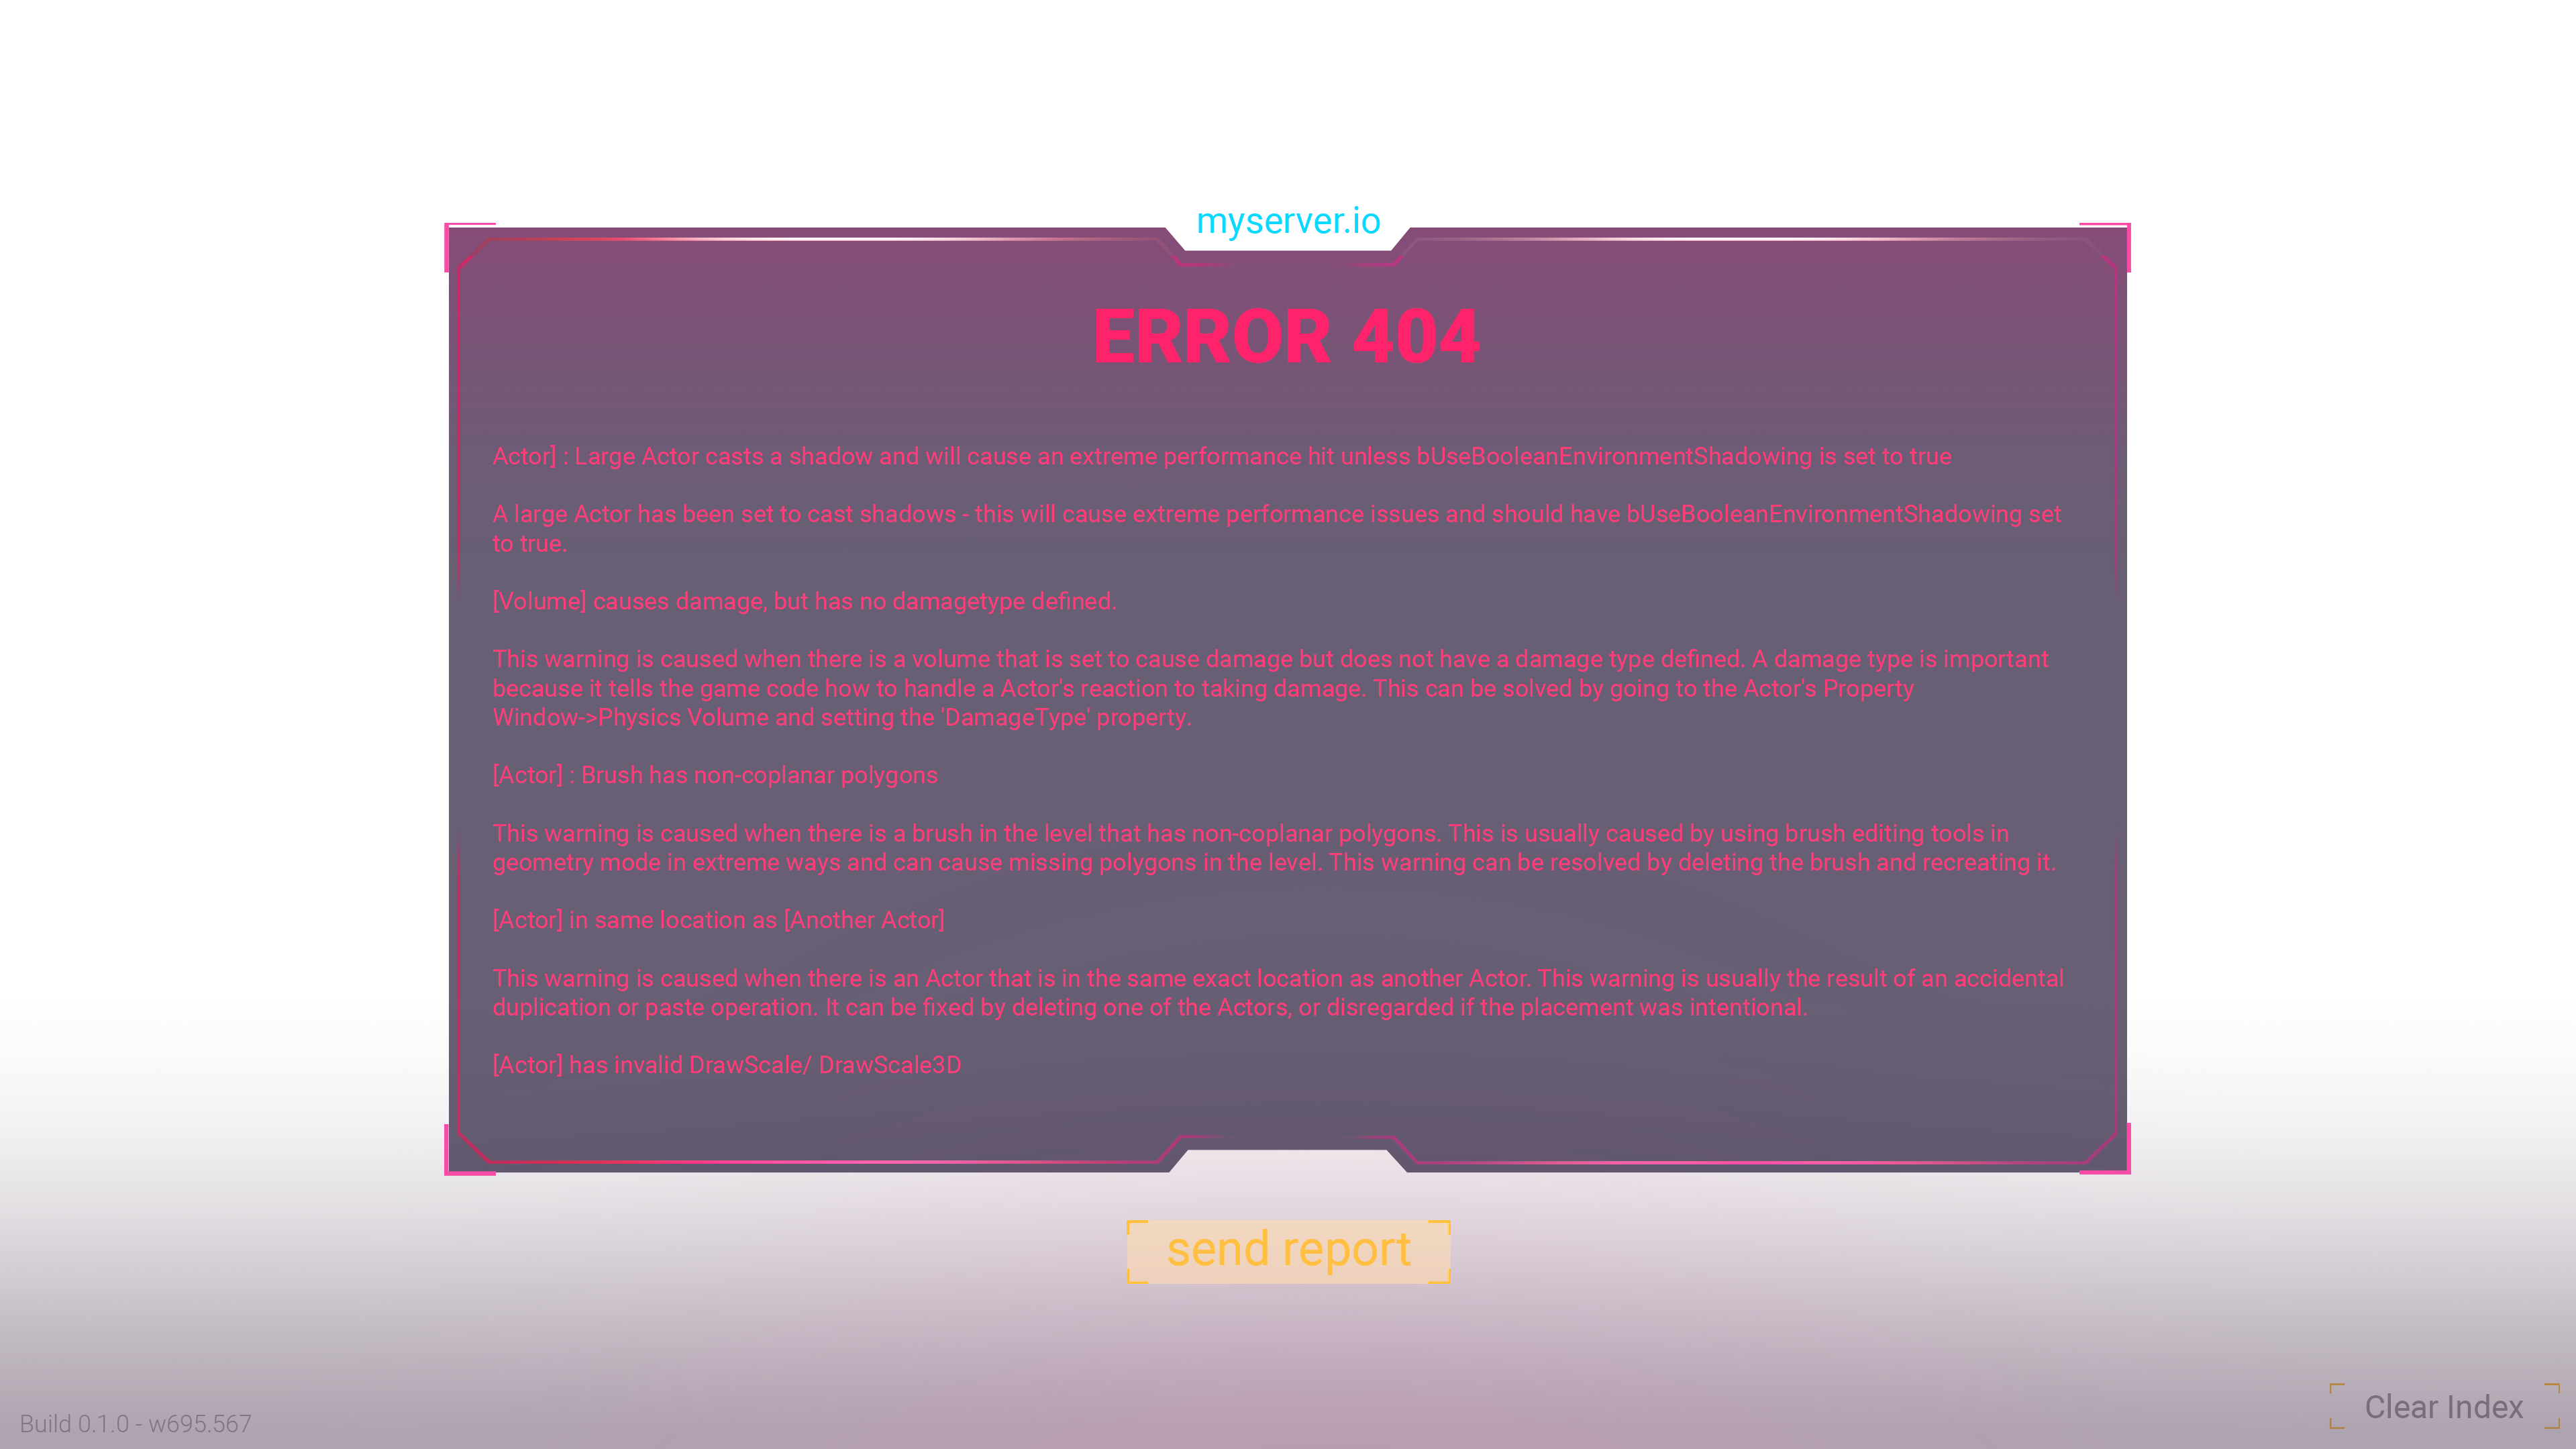 myserver.io
ERROR 404
Actor] : Large Actor casts a shadow and will cause an extreme performance hit unless bUseBooleanEnvironmentShadowing is set to true
A large Actor has been set to cast shadows - this will cause extreme performance issues and should have bUseBooleanEnvironmentShadowing set
to true.
[Volume] causes damage, but has no damagetype defined.
This warning is caused when there is a volume that is set to cause damage but does not have a damage type defined. A damage type is important
because it tells the game code how to handle a Actor's reaction to taking damage. This can be solved by going to the Actor's Property
Window->Physics Volume and setting the 'DamageType' property.
[Actor] : Brush has non-coplanar polygons
This warning is caused when there is a brush in the level that has non-coplanar polygons. This is usually caused by using brush editing tools in
geometry mode in extreme ways and can cause missing polygons in the level. This warning can be resolved by deleting the brush and recreating it.
[Actor] in same location as [Another Actor]
This warning is caused when there is an Actor that is in the same exact location as another Actor. This warning is usually the result of an accidental
duplication or paste operation. It can be fixed by deleting one of the Actors, or disregarded if the placement was intentional.
[Actor] has invalid DrawScale/ DrawScale3D
send report
Build 0.1.0 - w695.567
Clear Index